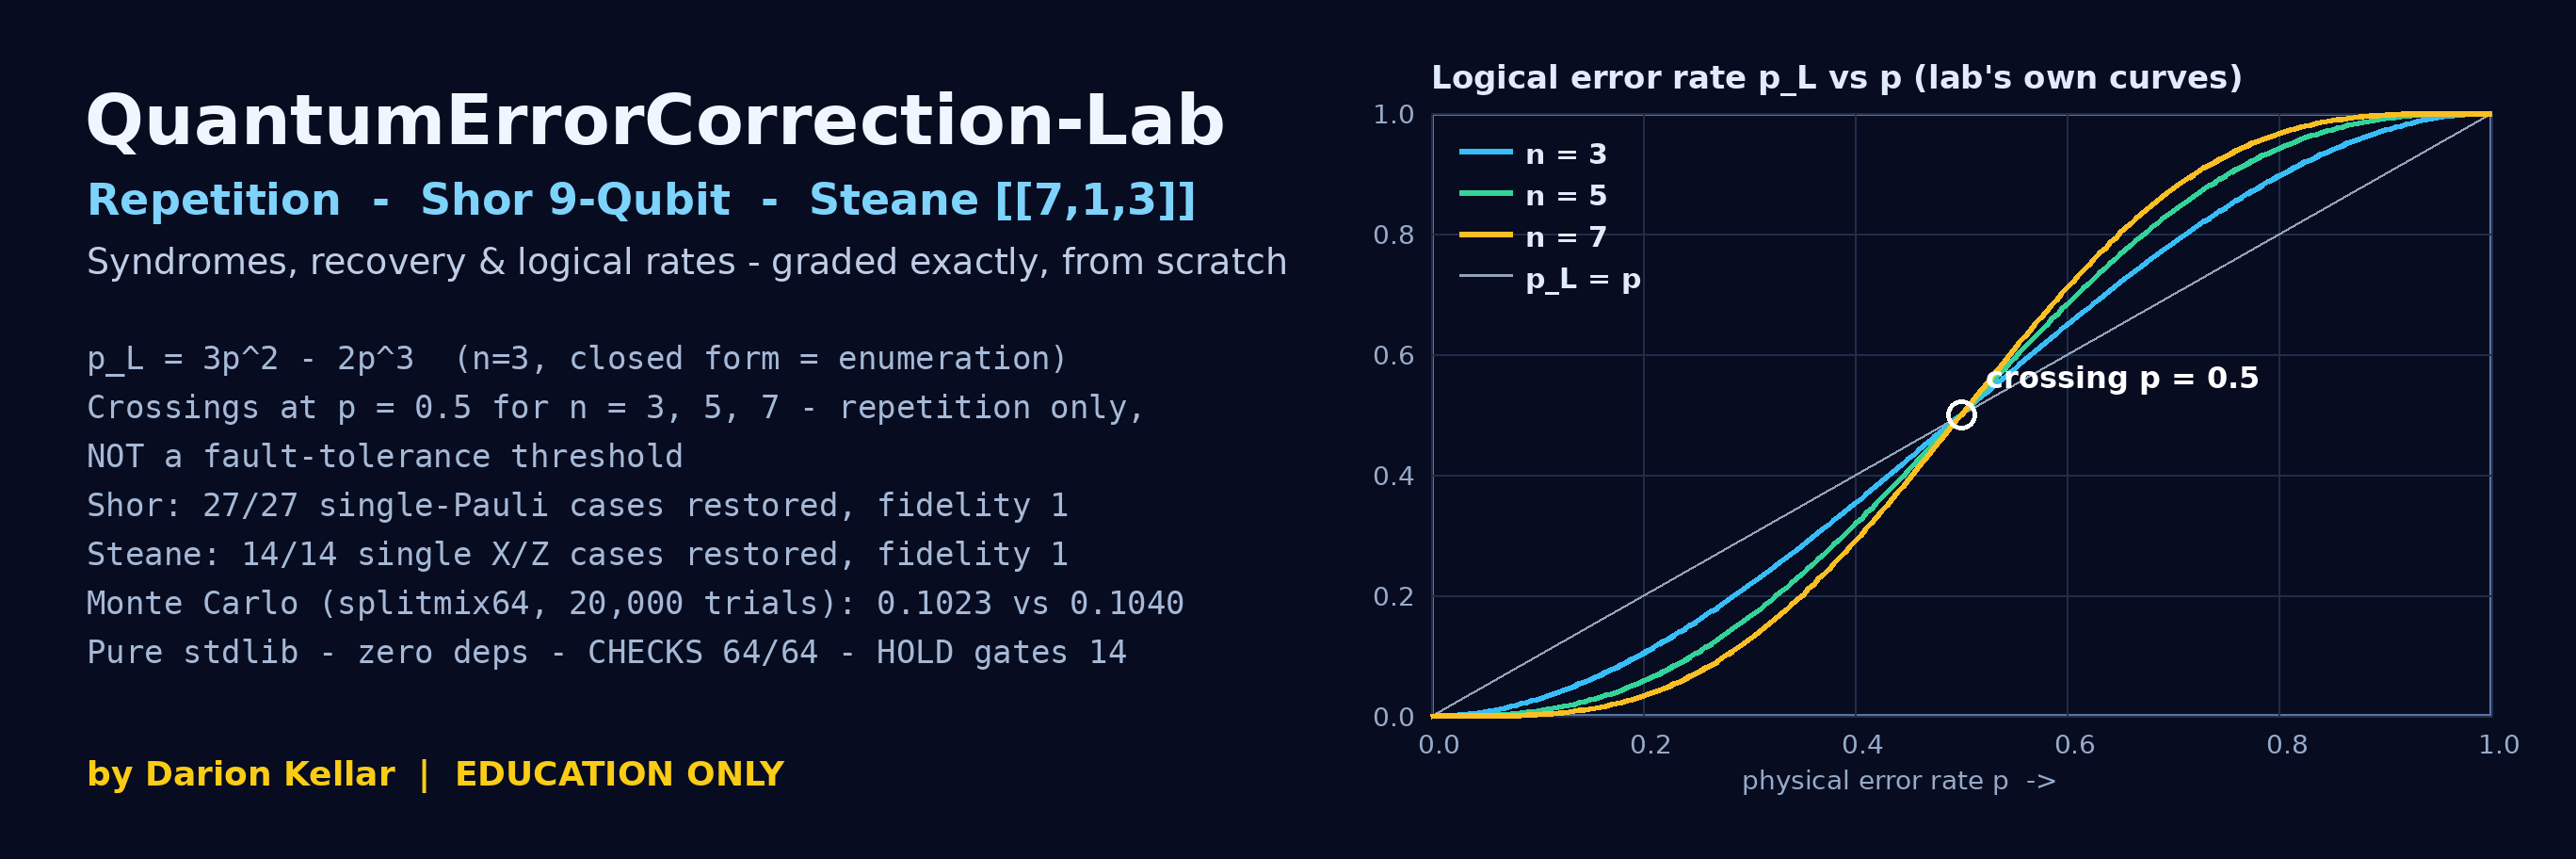 QuantumErrorCorrection-Lab
Repetition - Shor 9-Qubit - Steane [[7,1,3]]
Syndromes, recovery & logical rates - graded exactly, from scratch
p_L = 3p^2 - 2p^3 (n=3, closed form = enumeration)
Crossings at p = 0.5 for n = 3, 5, 7 - repetition only,
NOT a fault-tolerance threshold
Shor: 27/27 single-Pauli cases restored, fidelity 1
Steane: 14/14 single X/Z cases restored, fidelity 1
Monte Carlo (splitmix64, 20,000 trials): 0.1023 vs 0.1040
Pure stdlib - zero deps - CHECKS 64/64 - HOLD gates 14
by Darion Kellar | EDUCATION ONLY
Logical error rate p_L vs p (lab's own curves)
1.0
0.8
0.6
0.4
0.2
0.0
n = 3
n = 5
n = 7
p_L = p
crossing p = 0.5
0.0 0.2 0.4 0.6 0.8 1.0
physical error rate p ->